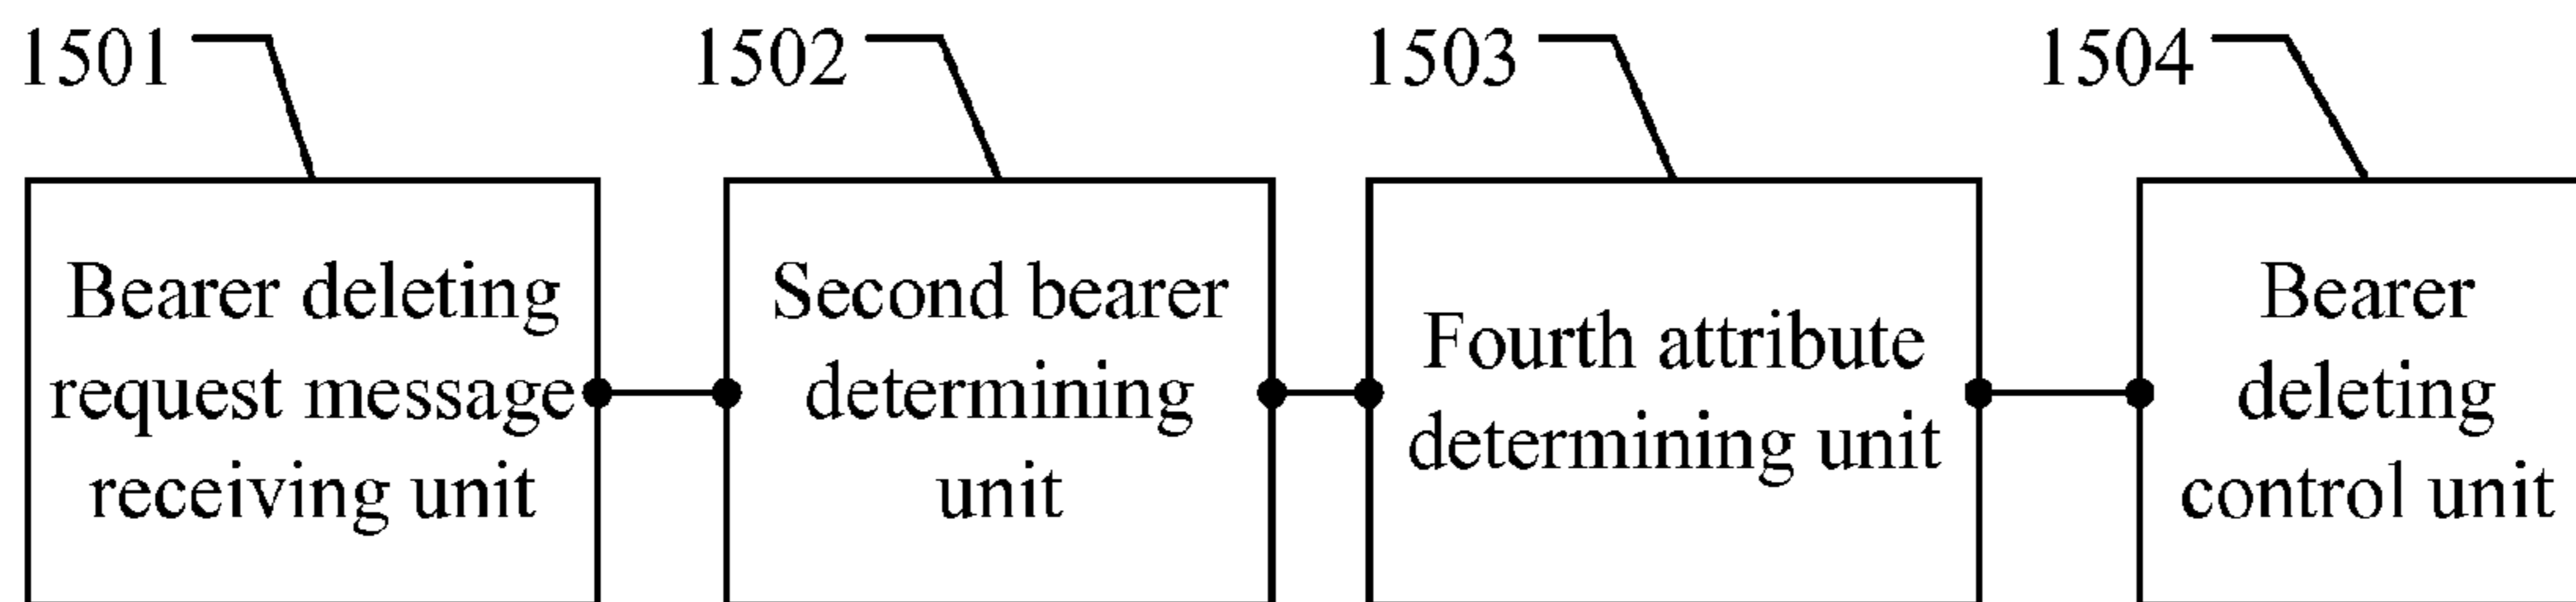 1501
1502
1503
1504
Bearer deleting
request message
receiving unit
Second bearer
determining
unit
Fourth attribute
determining unit
Bearer
deleting
control unit